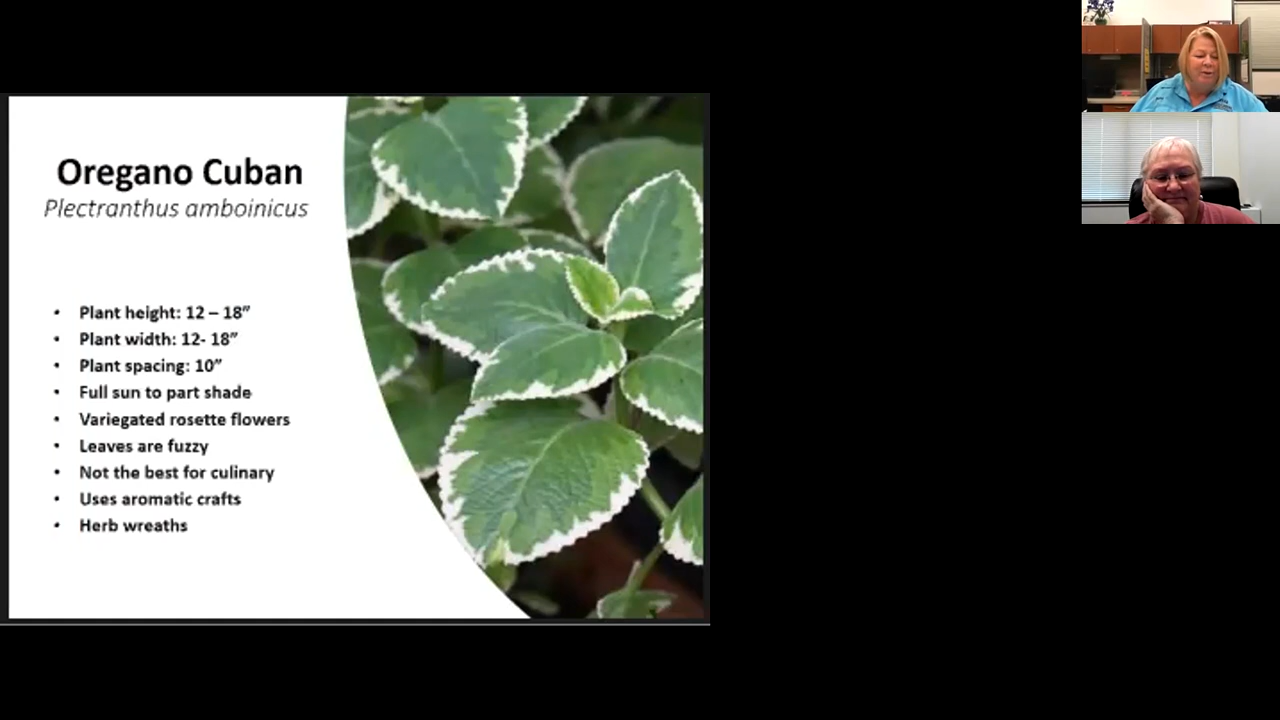 Oregano Cuban
Plectranthus amboinicus
• Plant height: 12 – 18”
• Plant width: 12- 18”
• Plant spacing: 10”
• Full sun to part shade
• Variegated rosette flowers
• Leaves are fuzzy
• Not the best for culinary
• Uses aromatic crafts
• Herb wreaths